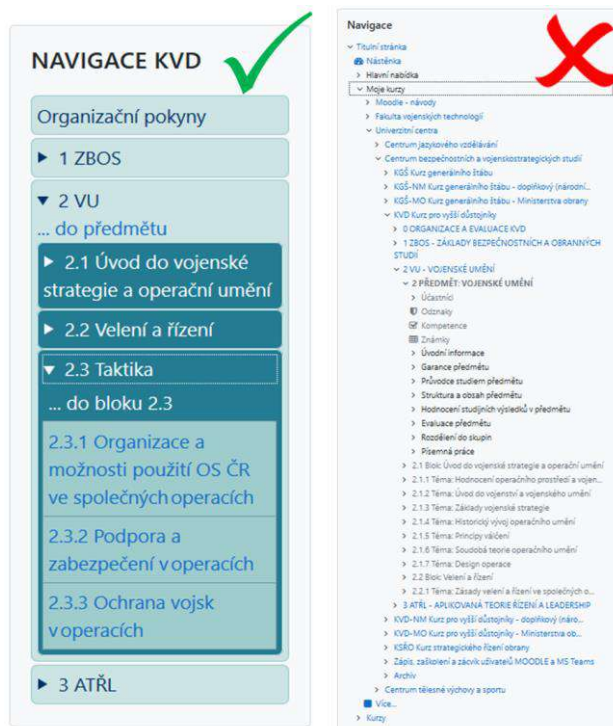 NAVIGACE KVD
Organizační pokyny
1 ZBOS
2 VU
... do předmětu
2.1 Úvod do vojenské
strategie a operační umění
2.2 Velení a řízení
2.3 Taktika
... do bloku 2.3
2.3.1 Organizace a
možnosti použití OS ČR
ve společných operacích
2.3.2 Podpora a
zabezpečení v operacích
2.3.3 Ochrana vojsk
v operacích
3 ATŘL
Navigace
Titulní stránka
Nástěnka
Hlavní nabídka
Moje kurzy
Moodle - návody
Fakulta vojenských technologií
Univerzitní centra
Centrum jazykového vzdělávání
Centrum bezpečnostních a vojenskostrategických studií
KGŠ Kurz generálního štábu
KGŠ-NM Kurz generálního štábu - doplňkový (národní...
KGŠ-MO Kurz generálního štábu - Ministerstva obrany
KVD Kurz pro vyšší důstojníky
0 ORGANIZACE A EVALUACE KVD
1 ZBOS - ZÁKLADY BEZPEČNOSTNÍCH A OBRANNÝCH
STUDIÍ
2 VU - VOJENSKÉ UMĚNÍ
2 PŘEDMĚT: VOJENSKÉ UMĚNÍ
Účastníci
Odznaky
Kompetence
Známky
Úvodní informace
Garance předmětu
Průvodce studiem předmětu
Struktura a obsah předmětu
Hodnocení studijních výsledků v předmětu
Evaluace předmětu
Rozdělení do skupin
Písemná práce
2.1 Blok: Úvod do vojenské strategie a operační umění
2.1.1 Téma: Hodnocení operačního prostředí a vojen...
2.1.2 Téma: Úvod do vojenství a vojenského umění
2.1.3 Téma: Základy vojenské strategie
2.1.4 Téma: Historický vývoj operačního umění
2.1.5 Téma: Principy válčení
2.1.6 Téma: Soudobá teorie operačního umění
2.1.7 Téma: Design operace
2.2 Blok: Velení a řízení
2.2.1 Téma: Zásady velení a řízení ve společných o...
3 ATŘL - APLIKOVANÁ TEORIE ŘÍZENÍ A LEADERSHIP
KVD-NM Kurz pro vyšší důstojníky - doplňkový (náro...
KVD-MO Kurz pro vyšší důstojníky - Ministerstva ob...
KSŘO Kurz strategického řízení obrany
Zápis, zaškolení a zácvik uživatelů MOODLE a MS Teams
Archiv
Centrum tělesné výchovy a sportu
Více...
Kurzy